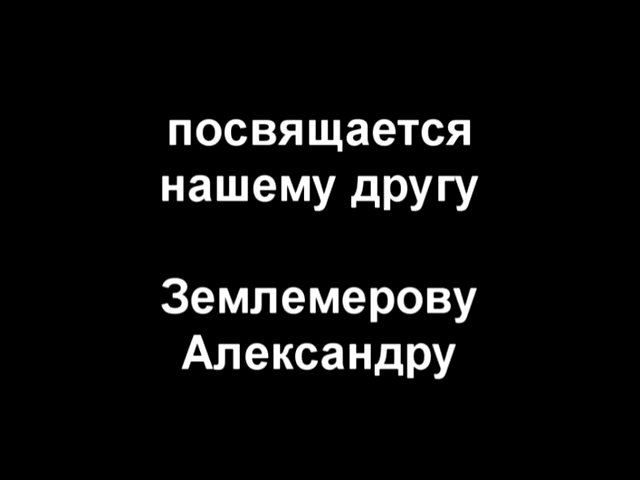 посвящается
нашему другу
Землемерову
Александру